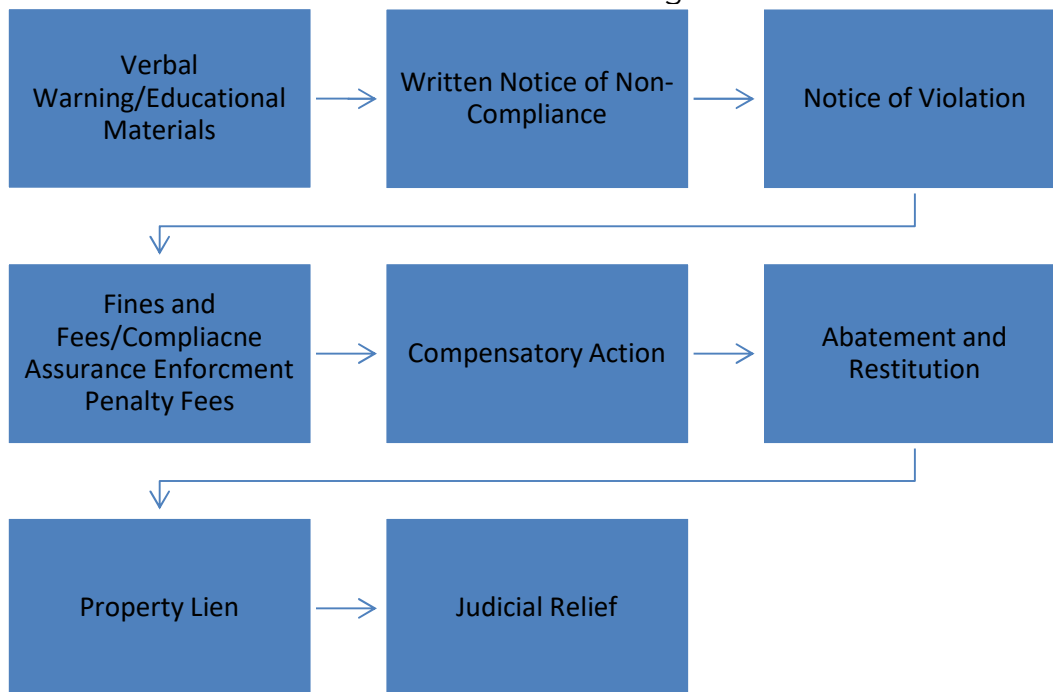 Verbal
Warning/Educational
Materials
Written Notice of Non-
Compliance
Notice of Violation
Fines and
Fees/Compliacne
Assurance Enforcment
Penalty Fees
Compensatory Action
Abatement and
Restitution
Property Lien
Judicial Relief